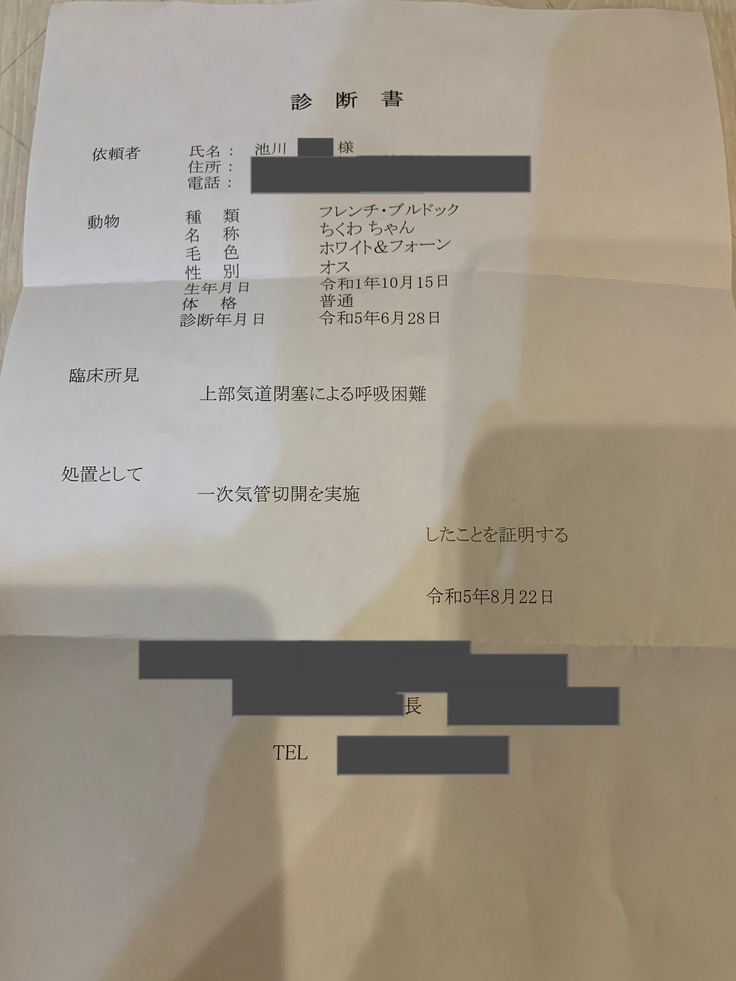 診断書
依頼者 氏名： 池川 様
住所：
電話：
動物 種類 フレンチ・ブルドック
名称 ちくわ ちゃん
毛色 ホワイト&フォーン
性別 オス
生年月日 令和1年10月15日
体格 普通
診断年月日 令和5年6月28日
臨床所見
上部気道閉塞による呼吸困難
処置として
一次気管切開を実施
したことを証明する
令和5年8月22日
長
TEL